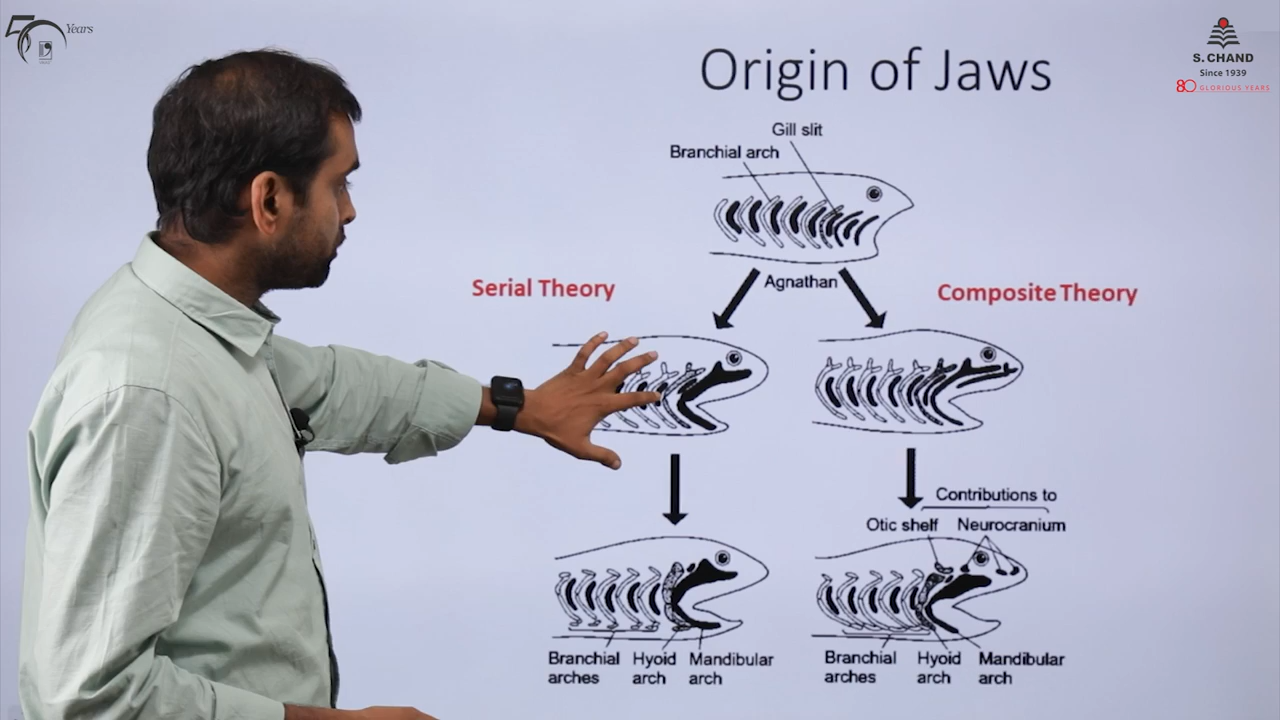 50 Years
S. CHAND
Since 1939
80 GLORIOUS YEARS
Origin of Jaws
Gill slit
Branchial arch
Agnathan
Serial Theory
Composite Theory
Contributions to
Otic shelf
Neurocranium
Branchial arches
Hyoid arch
Mandibular arch
Branchial arches
Hyoid arch
Mandibular arch